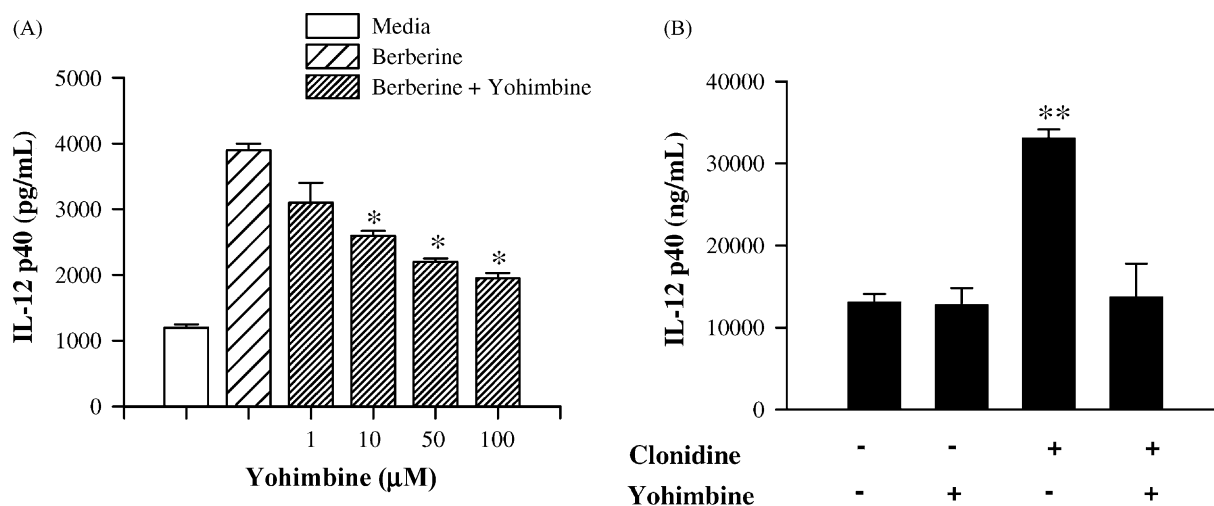 (A)
Media
Berberine
Berberine + Yohimbine
5000
4000
3000
2000
1000
0
IL-12 p40 (pg/mL)
*
*
*
1 10 50 100
Yohimbine (µM)
(B)
40000
30000
20000
10000
0
IL-12 p40 (ng/mL)
**
Clonidine - - + +
Yohimbine - + - +